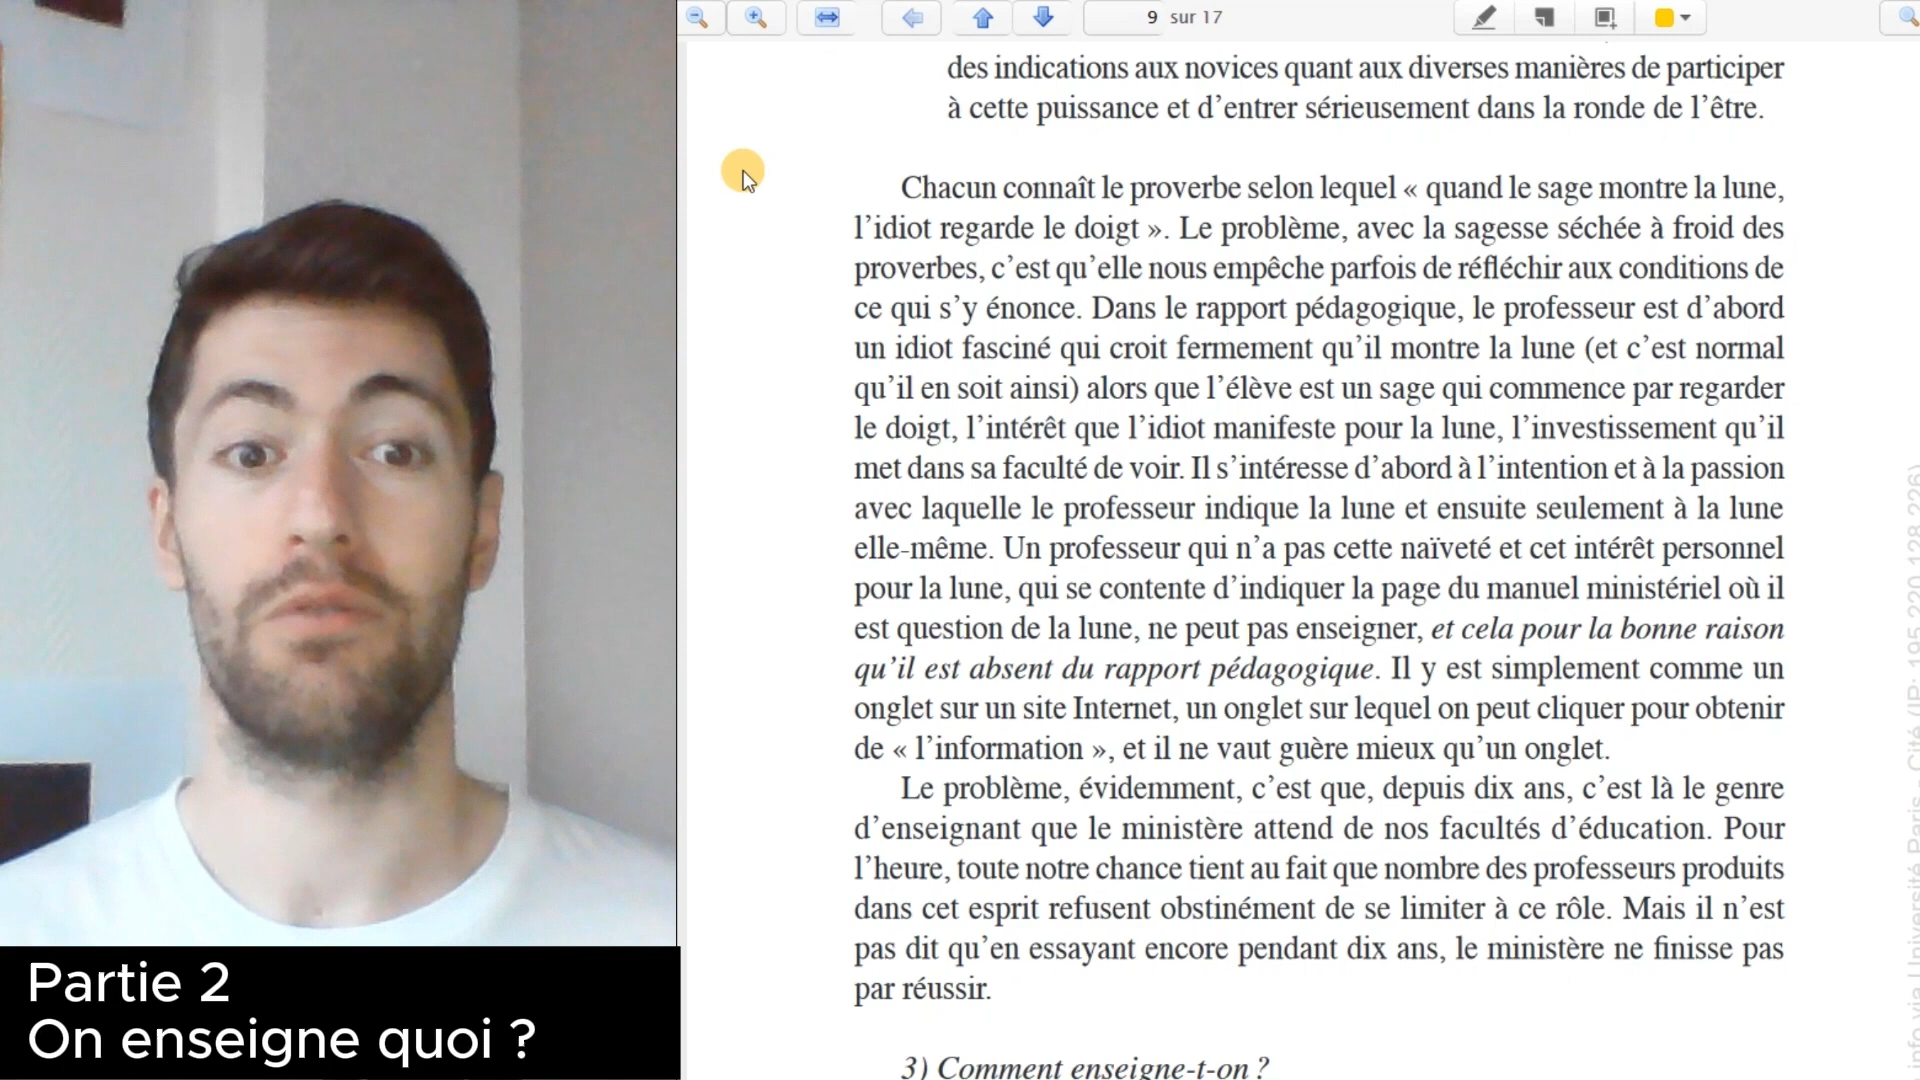 9 sur 17
des indications aux novices quant aux diverses manières de participer
à cette puissance et d’entrer sérieusement dans la ronde de l’être.
Chacun connaît le proverbe selon lequel « quand le sage montre la lune,
l’idiot regarde le doigt ». Le problème, avec la sagesse séchée à froid des
proverbes, c’est qu’elle nous empêche parfois de réfléchir aux conditions de
ce qui s’y énonce. Dans le rapport pédagogique, le professeur est d’abord
un idiot fasciné qui croit fermement qu’il montre la lune (et c’est normal
qu’il en soit ainsi) alors que l’élève est un sage qui commence par regarder
le doigt, l’intérêt que l’idiot manifeste pour la lune, l’investissement qu’il
met dans sa faculté de voir. Il s’intéresse d’abord à l’intention et à la passion
avec laquelle le professeur indique la lune et ensuite seulement à la lune
elle-même. Un professeur qui n’a pas cette naïveté et cet intérêt personnel
pour la lune, qui se contente d’indiquer la page du manuel ministériel où il
est question de la lune, ne peut pas enseigner, et cela pour la bonne raison
qu’il est absent du rapport pédagogique. Il y est simplement comme un
onglet sur un site Internet, un onglet sur lequel on peut cliquer pour obtenir
de « l’information », et il ne vaut guère mieux qu’un onglet.
Le problème, évidemment, c’est que, depuis dix ans, c’est là le genre
d’enseignant que le ministère attend de nos facultés d’éducation. Pour
l’heure, toute notre chance tient au fait que nombre des professeurs produits
dans cet esprit refusent obstinément de se limiter à ce rôle. Mais il n’est
pas dit qu’en essayant encore pendant dix ans, le ministère ne finisse pas
par réussir.
3) Comment enseigne-t-on ?
info via Université Paris - Cité (IP: 195.220.128.226)
Partie 2
On enseigne quoi ?